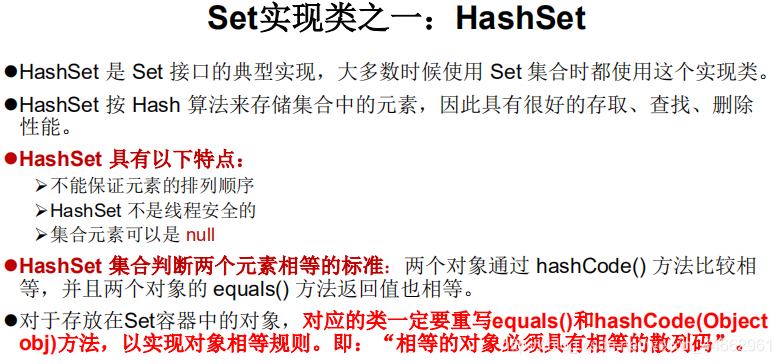 Set实现类之一：HashSet
●HashSet 是 Set 接口的典型实现，大多数时候使用 Set 集合时都使用这个实现类。
●HashSet 按 Hash 算法来存储集合中的元素，因此具有很好的存取、查找、删除
性能。
●HashSet 具有以下特点：
➢不能保证元素的排列顺序
➢HashSet 不是线程安全的
➢集合元素可以是 null
●HashSet 集合判断两个元素相等的标准：两个对象通过 hashCode() 方法比较相
等，并且两个对象的 equals() 方法返回值也相等。
●对于存放在Set容器中的对象，对应的类一定要重写equals()和hashCode(Object
obj)方法，以实现对象相等规则。即：“相等的对象必须具有相等的散列码”。